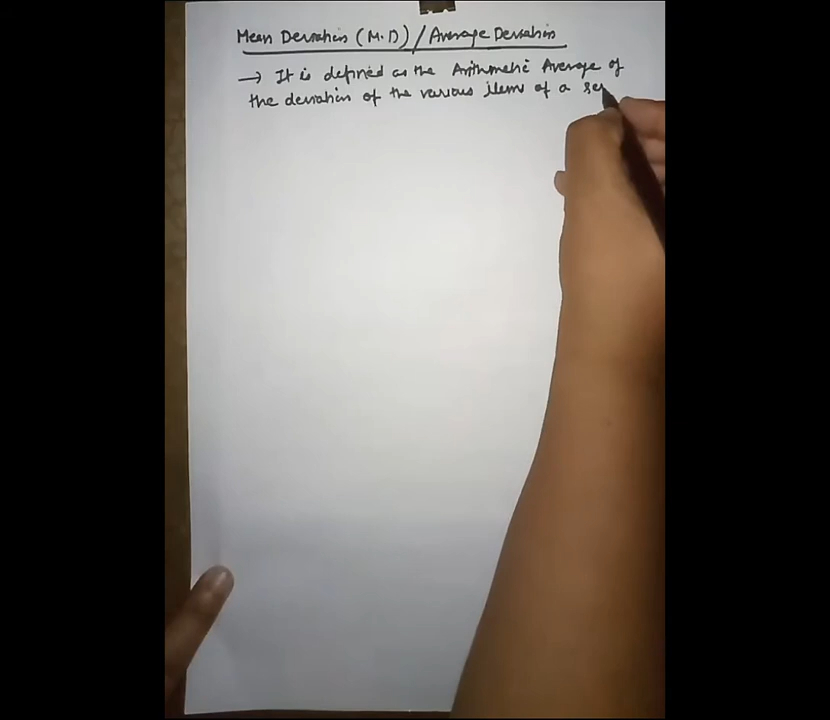 Mean Deviation (M.D) / Average Deviation
→ It is defined as the Arithmetic Average of
the deviation of the various items of a se